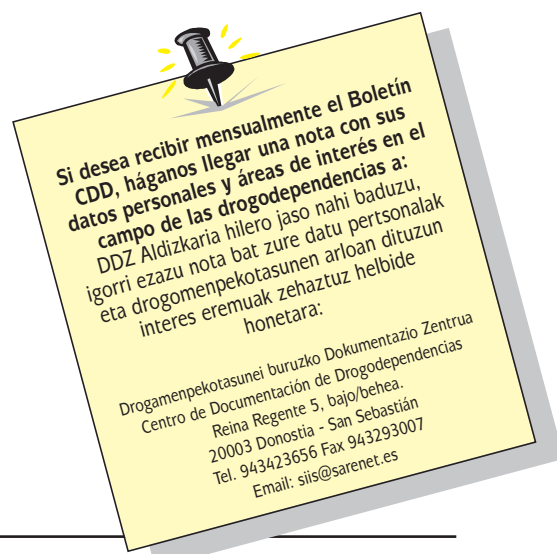 Si desea recibir mensualmente el Boletín
CDD, háganos llegar una nota con sus
datos personales y áreas de interés en el
campo de las drogodependencias a:
DDZ Aldizkaria hilero jaso nahi baduzu,
igorri ezazu nota bat zure datu pertsonalak
eta drogomenpekotasunen arloan dituzun
interes eremuak zehaztuz helbide
honetara:
Drogamenpekotasunei buruzko Dokumentazio Zentrua
Centro de Documentación de Drogodependencias
Reina Regente 5, bajo/behea.
20003 Donostia - San Sebastián
Tel. 943423656 Fax 943293007
Email: siis@sarenet.es